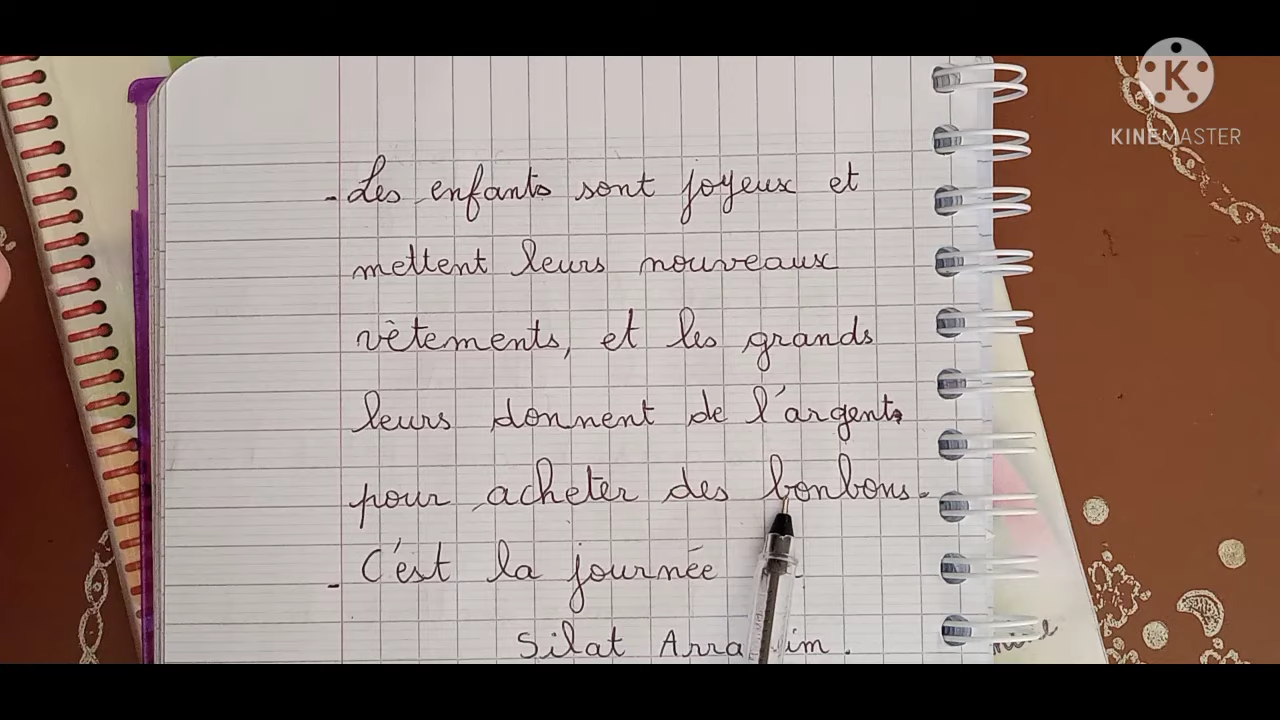 KINEMASTER
- Les enfants sont joyeux et
mettent leurs nouveaux
vêtements, et les grands
leurs donnent de l'argent
pour acheter des bonbons.
- C'est la journée
Silat